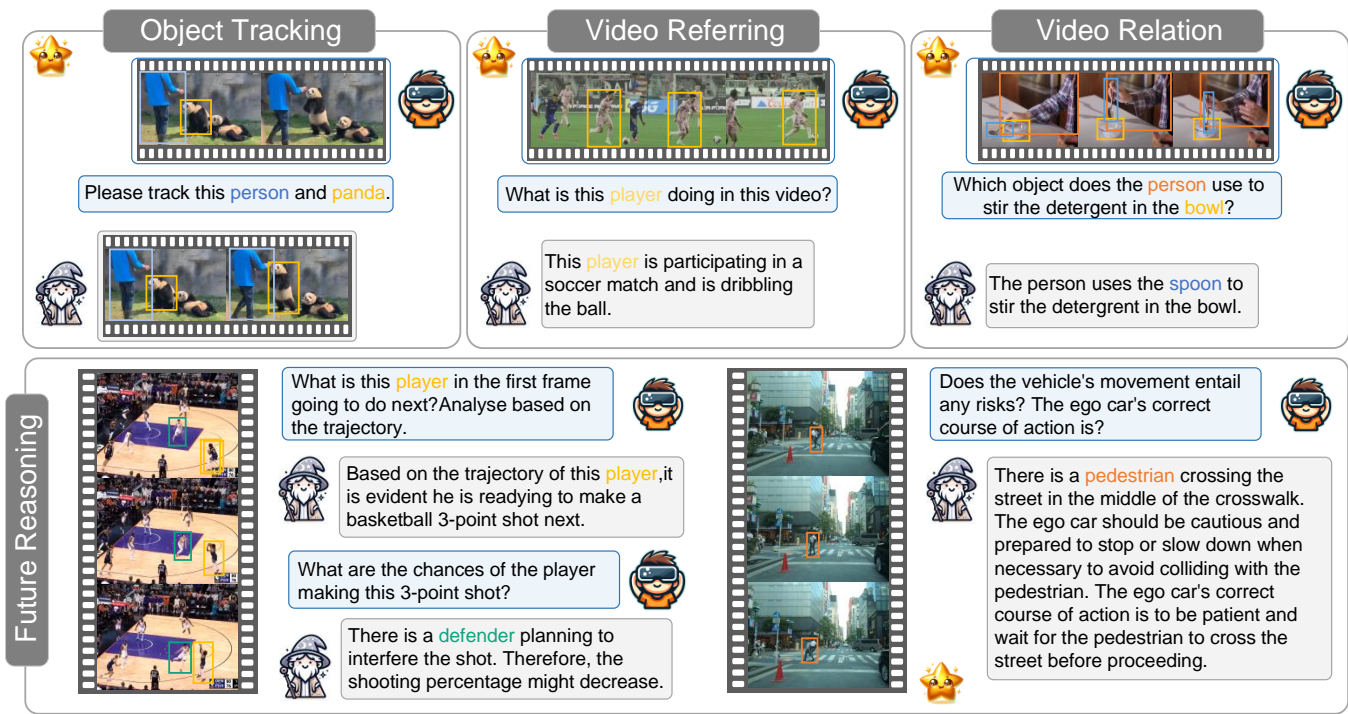 Object Tracking
Please track this person and panda.
Video Referring
What is this player doing in this video?
This player is participating in a
soccer match and is dribbling
the ball.
Video Relation
Which object does the person use to
stir the detergent in the bowl?
The person uses the spoon to
stir the detergrent in the bowl.
Future Reasoning
What is this player in the first frame
going to do next?Analyse based on
the trajectory.
Based on the trajectory of this player,it
is evident he is readying to make a
basketball 3-point shot next.
What are the chances of the player
making this 3-point shot?
There is a defender planning to
interfere the shot. Therefore, the
shooting percentage might decrease.
Does the vehicle's movement entail
any risks? The ego car's correct
course of action is?
There is a pedestrian crossing the
street in the middle of the crosswalk.
The ego car should be cautious and
prepared to stop or slow down when
necessary to avoid colliding with the
pedestrian. The ego car's correct
course of action is to be patient and
wait for the pedestrian to cross the
street before proceeding.